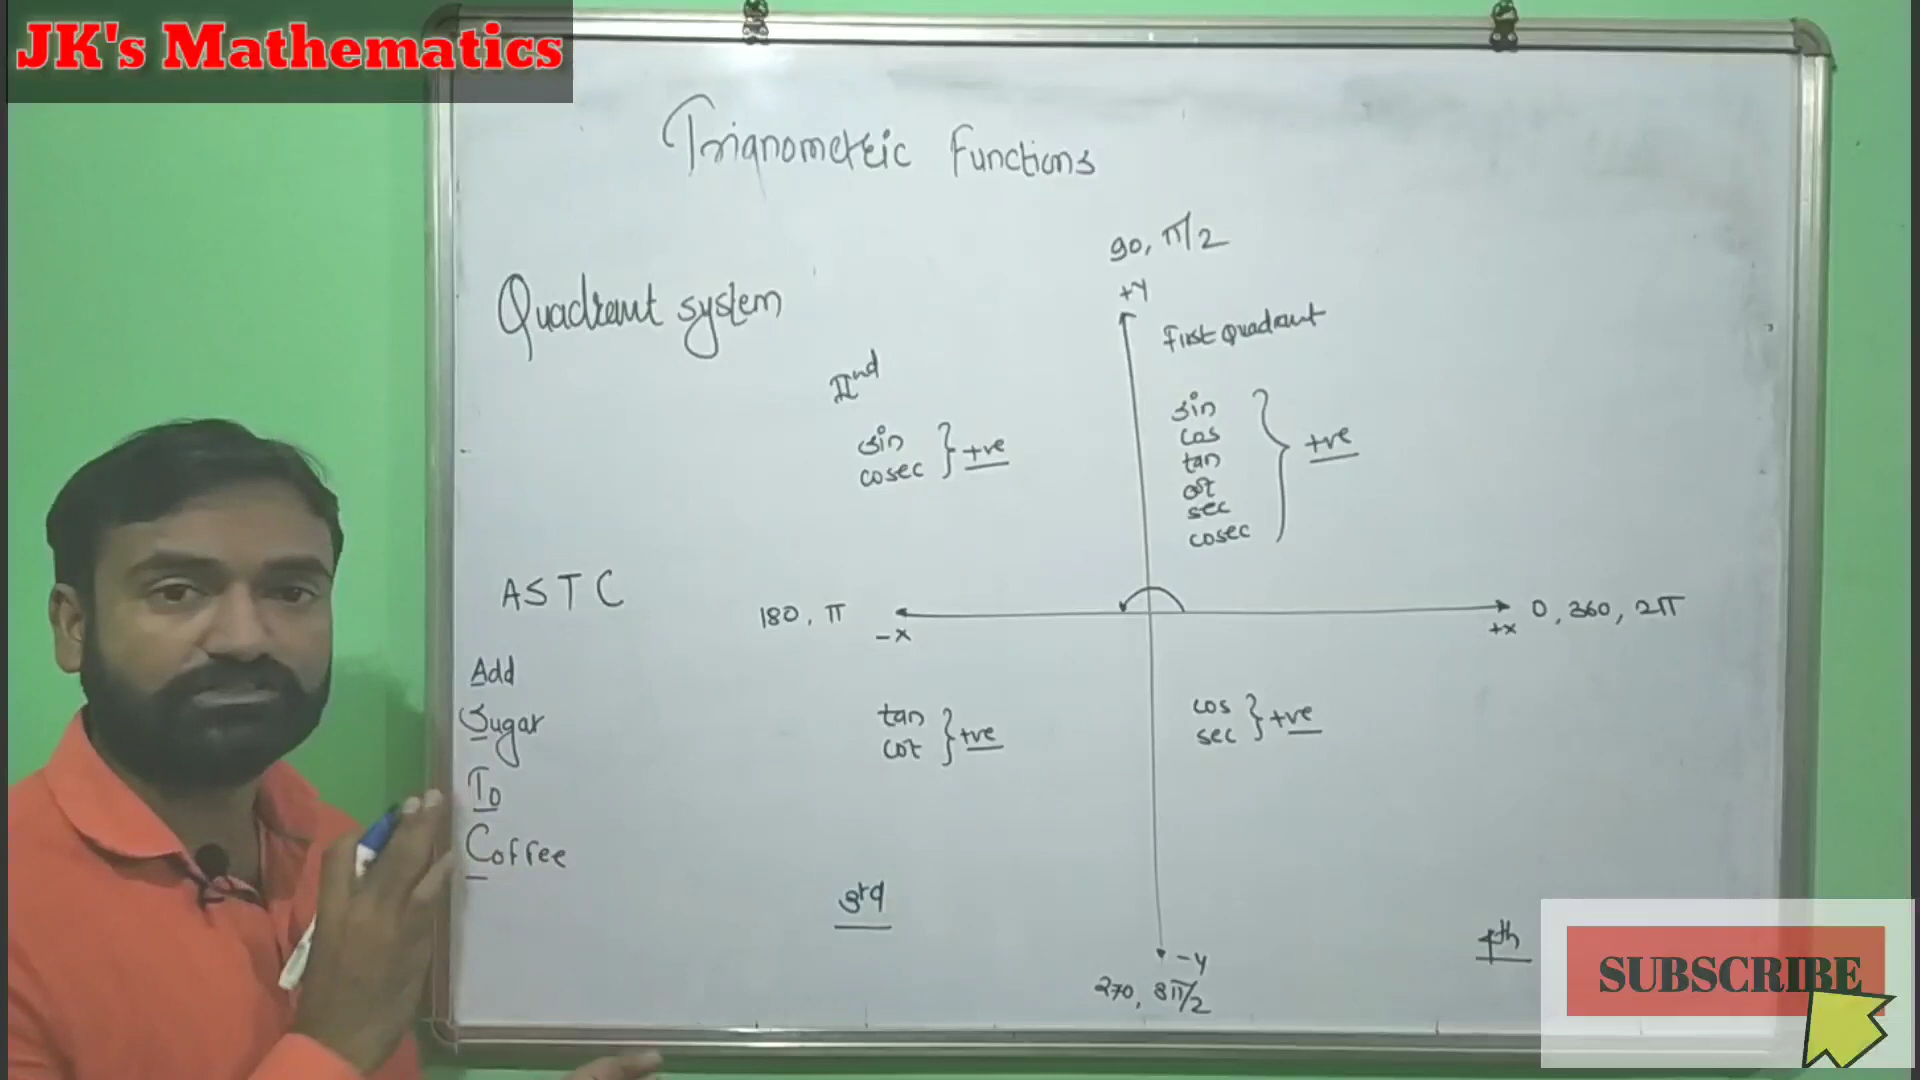 JK's Mathematics
Trignometric Functions
90, π/2
+y
Quadrant system
First Quadrant
IInd
sin
cosec } +ve
sin
cos
tan
cot
sec
cosec } +ve
ASTC
180, π
-x
0, 360, 2π
+x
Add
Sugar
To
Coffee
tan
cot } +ve
cos
sec } +ve
3rd
4th
-y
270, 3π/2
SUBSCRIBE